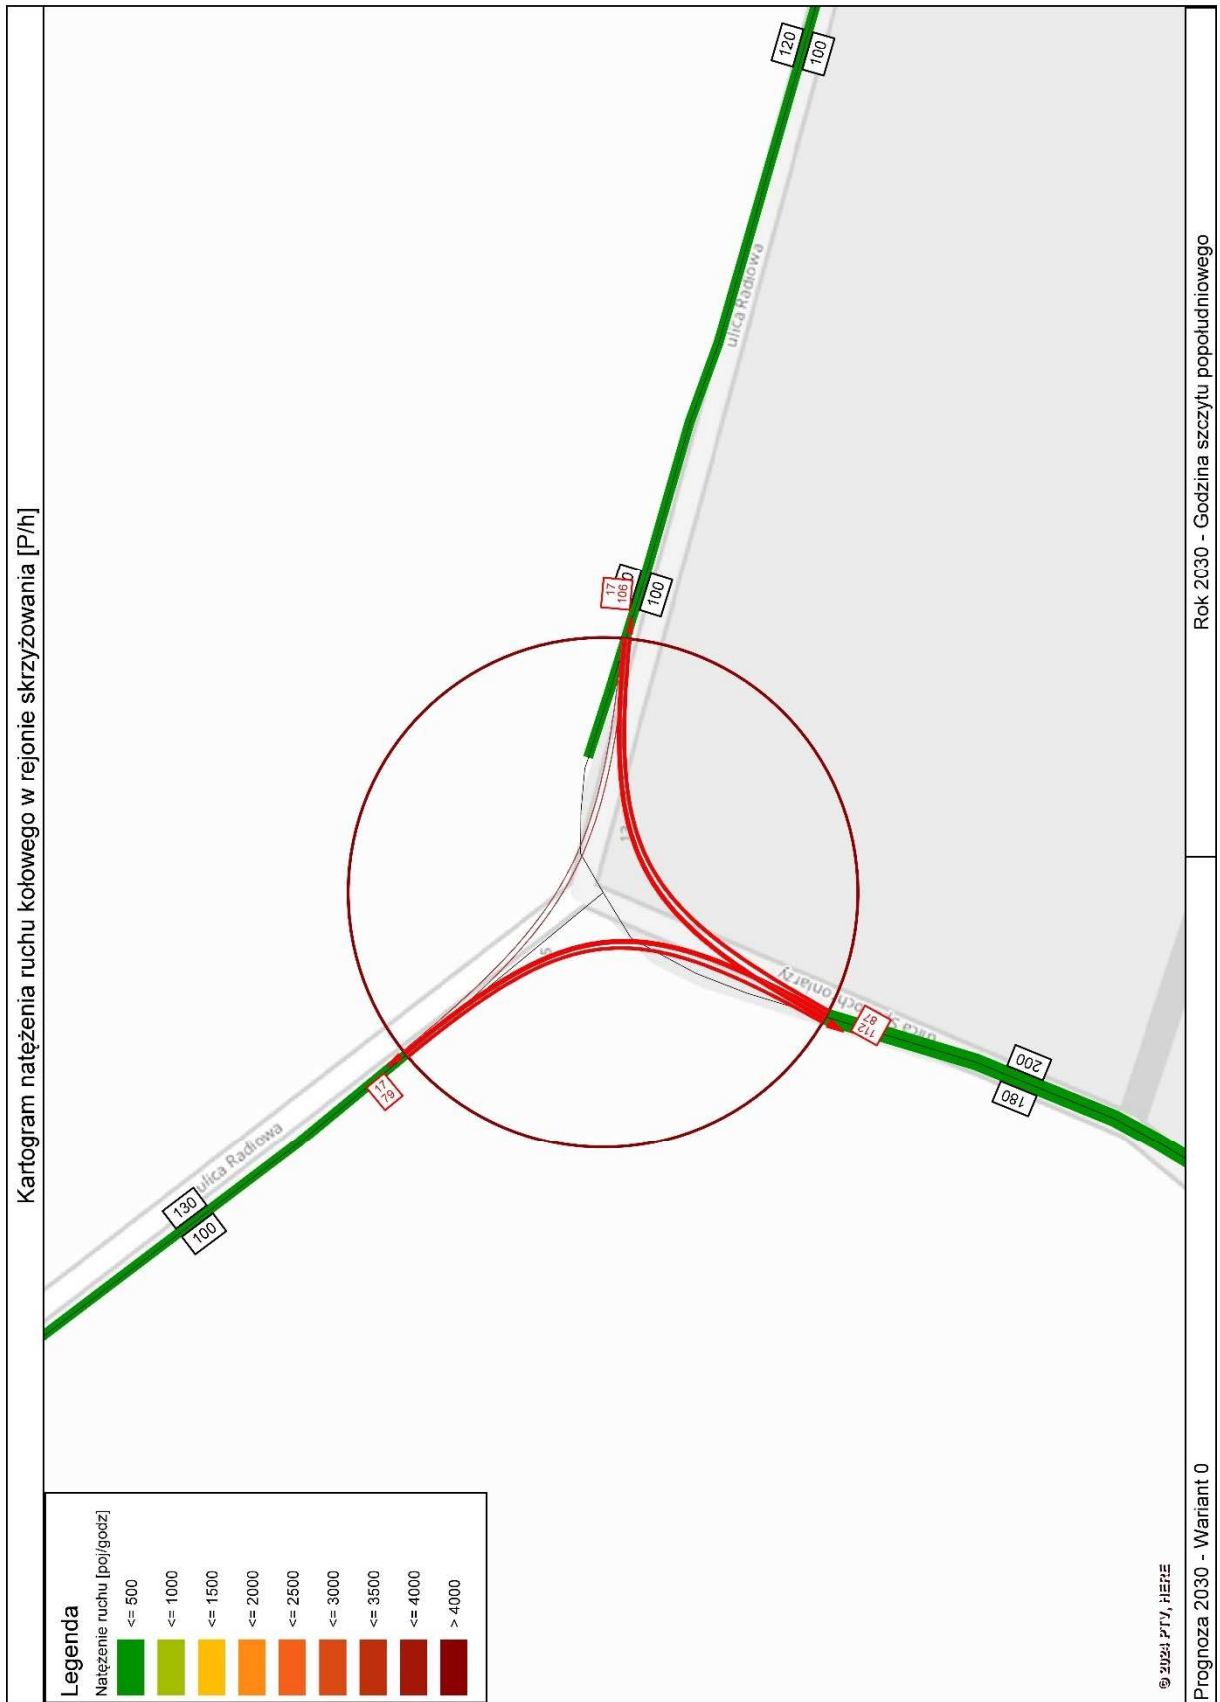 Kartogram natężenia ruchu kołowego w rejonie skrzyżowania [P/h]
Legenda
Natężenie ruchu [poj/godz]
<= 500
<= 1000
<= 1500
<= 2000
<= 2500
<= 3000
<= 3500
<= 4000
> 4000
130
100
ulica Radiowa
17
79
17
106
0
100
ulica Radiowa
120
100
112
87
200
180
© 2024 PTV, HERE
Prognoza 2030 - Wariant 0
Rok 2030 - Godzina szczytu popołudniowego